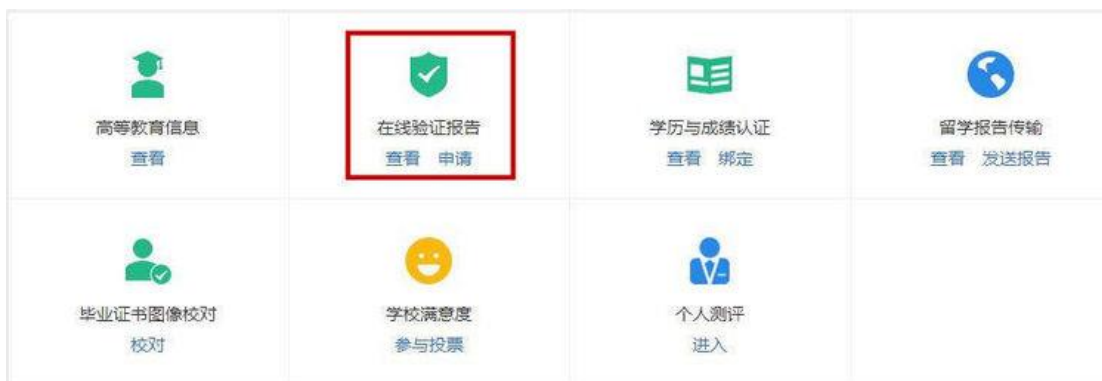 高等教育信息
查看
在线验证报告
查看 申请
学历与成绩认证
查看 绑定
留学报告传输
查看 发送报告
毕业证书图像校对
校对
学校满意度
参与投票
个人测评
进入